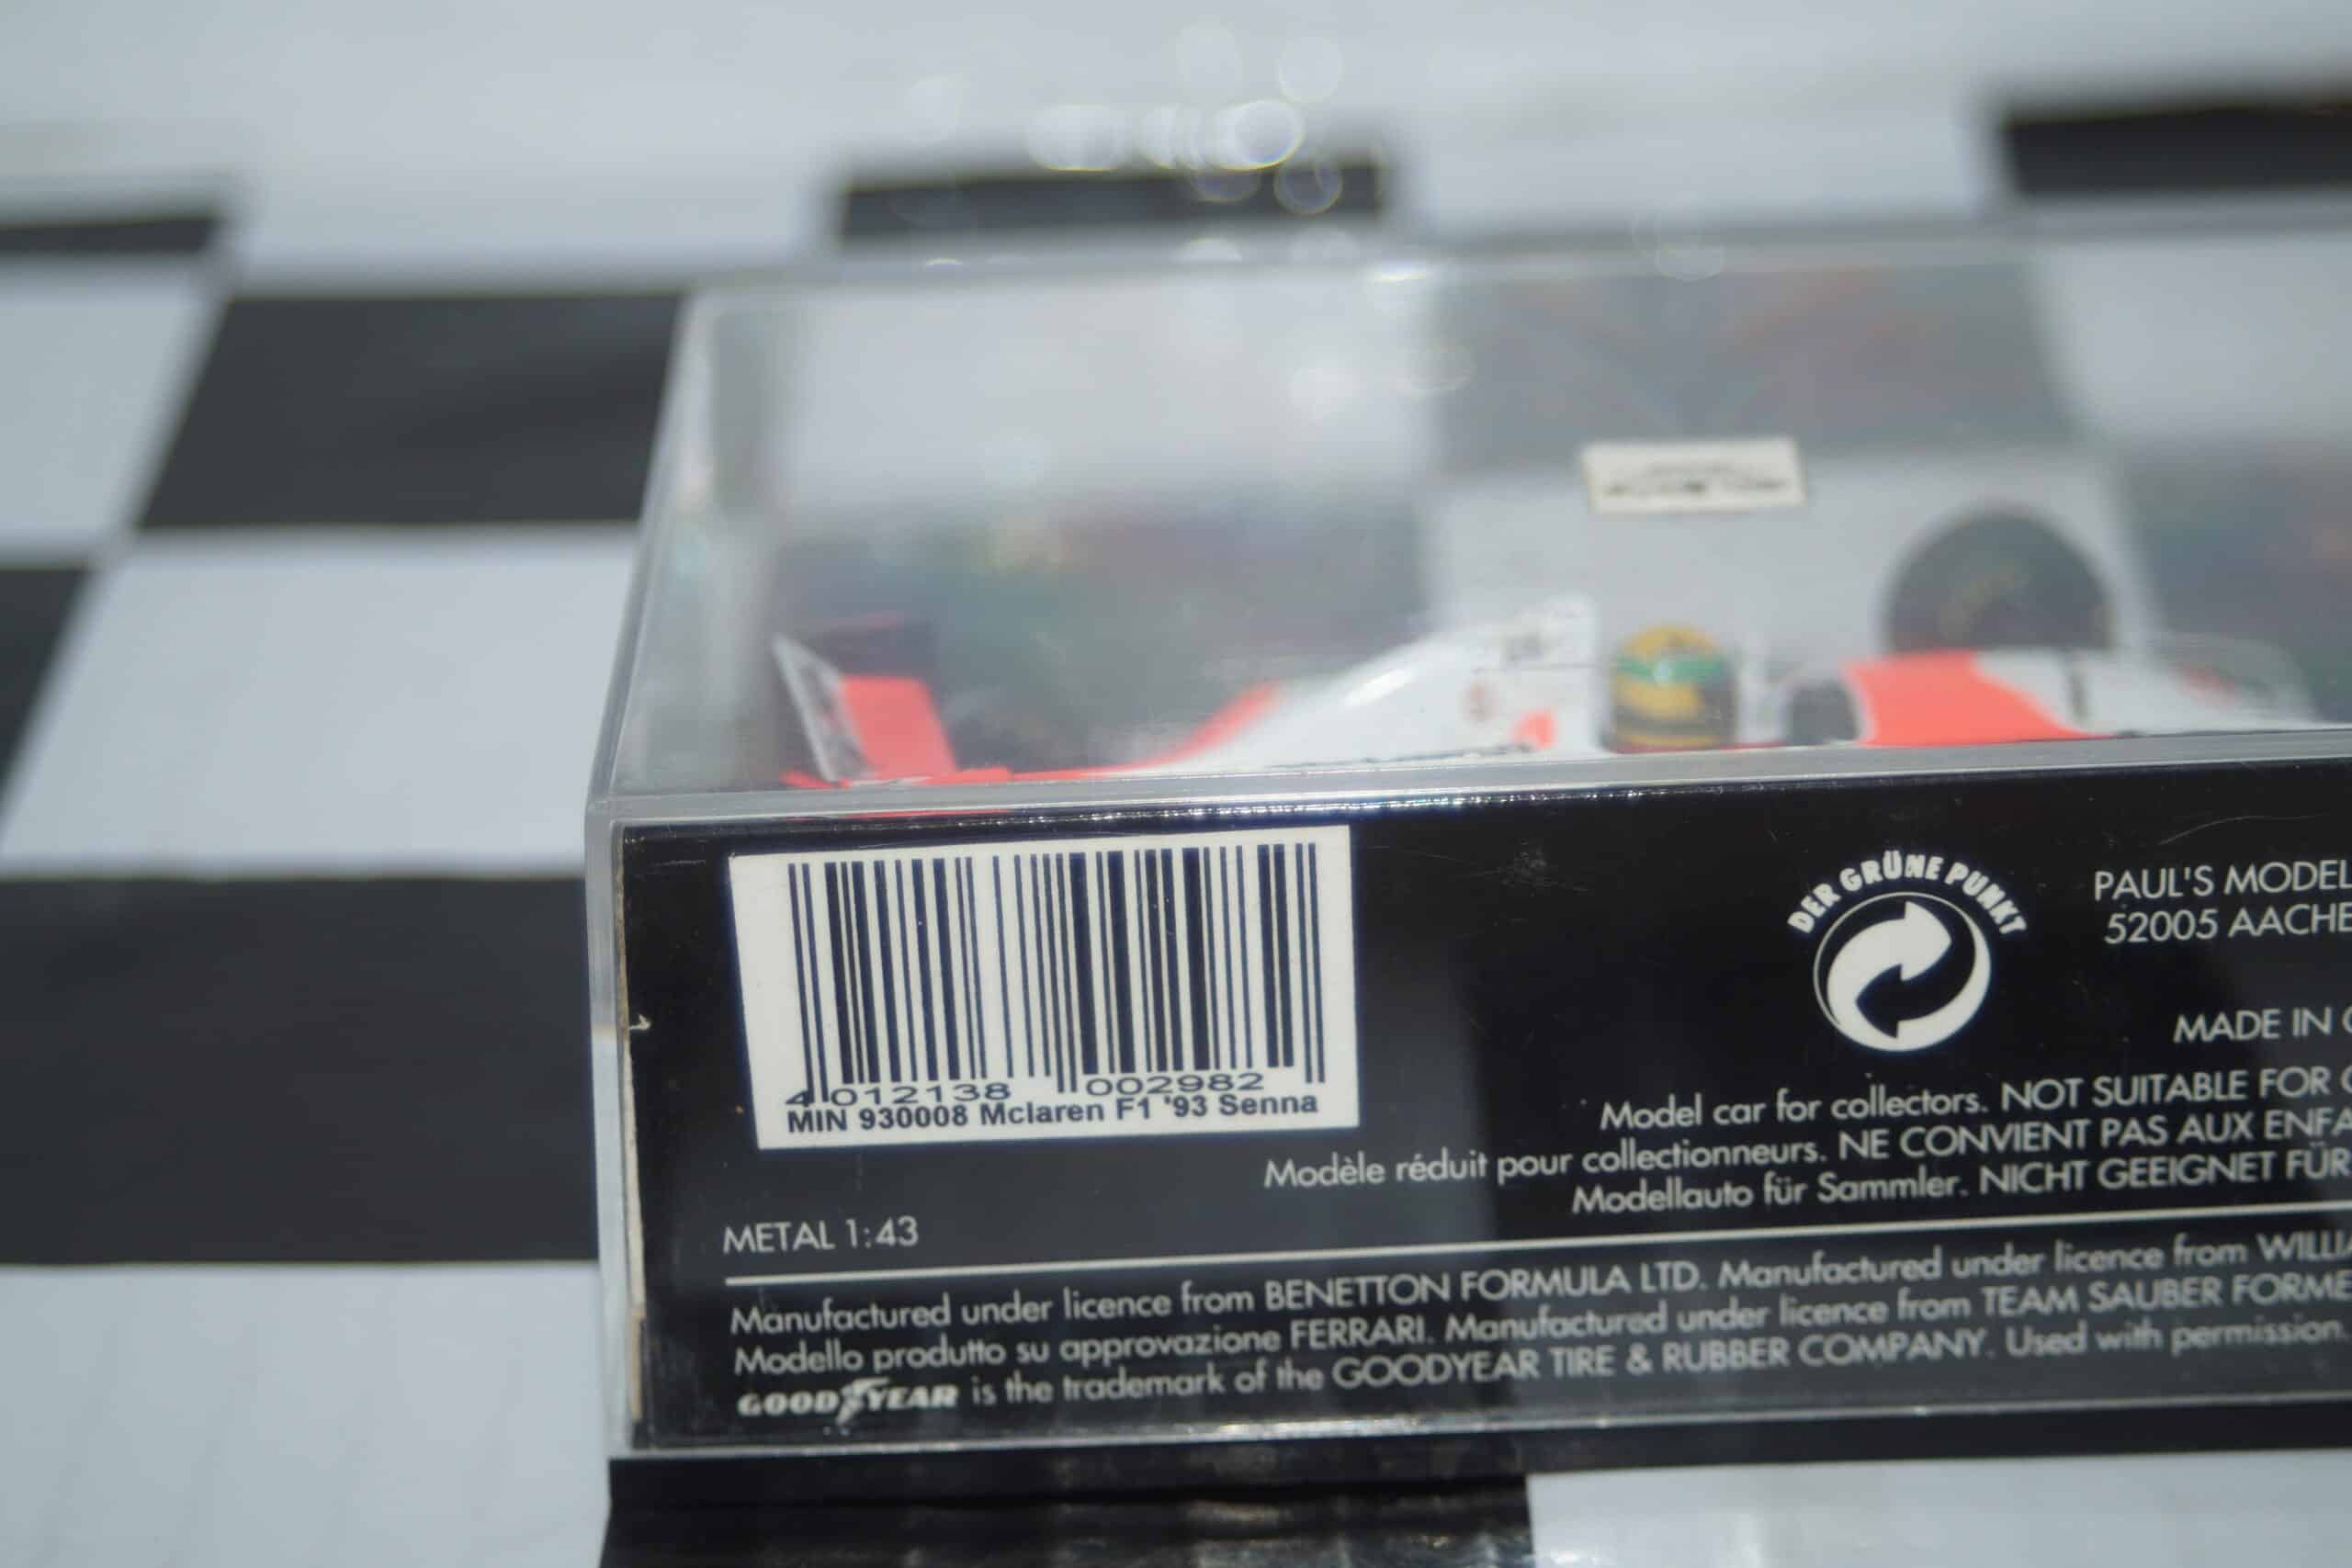 4 012138 002982
MIN 930008 Mclaren F1 '93 Senna
DER GRÜNE PUNKT
PAUL'S MODEL
52005 AACHE
MADE IN
Model car for collectors. NOT SUITABLE FOR
Modèle réduit pour collectionneurs. NE CONVIENT PAS AUX ENFA
Modellauto für Sammler. NICHT GEEIGNET FÜR
METAL 1:43
Manufactured under licence from BENETTON FORMULA LTD. Manufactured under licence from WILLIA
Modello produtto su approvazione FERRARI. Manufactured under licence from TEAM SAUBER FORME
GOODYEAR is the trademark of the GOODYEAR TIRE & RUBBER COMPANY. Used with permission.